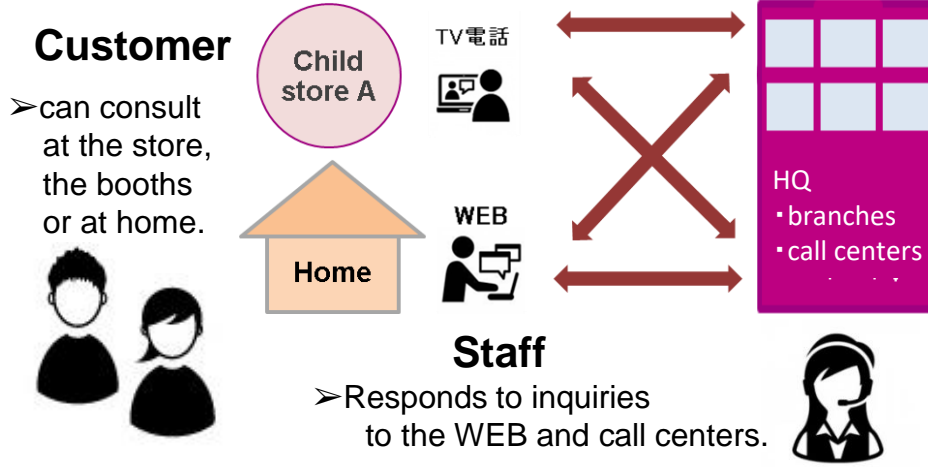 Customer
➢can consult
at the store,
the booths
or at home.
Child
store A
TV電話
Home
WEB
HQ
・branches
・call centers
Staff
➢Responds to inquiries
to the WEB and call centers.